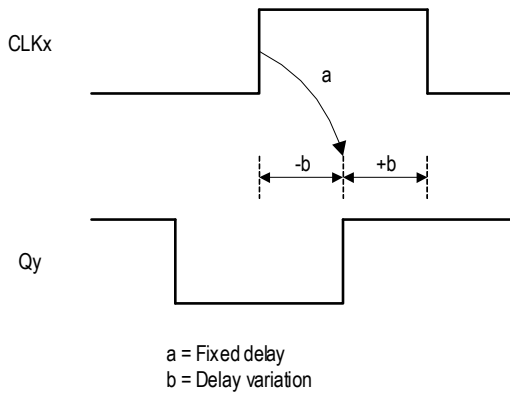 CLKx
a
-b
+b
Qy
a = Fixed delay
b = Delay variation